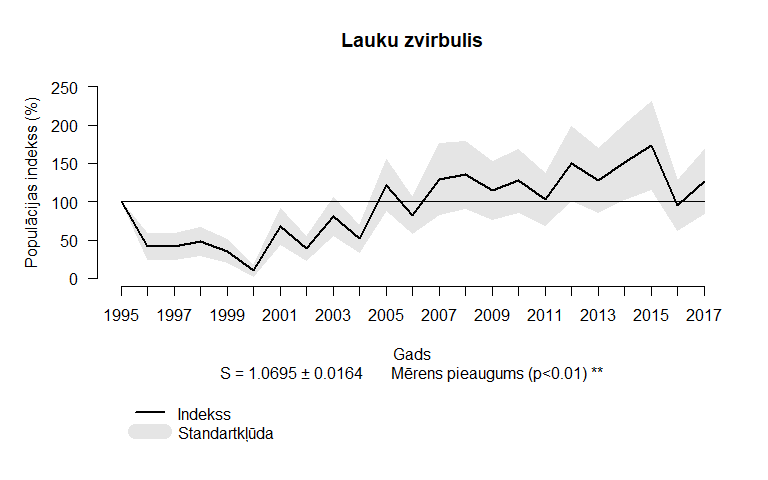 Lauku zvirbulis
Populācijas indekss (%)
250
200
150
100
50
0
1995 1997 1999 2001 2003 2005 2007 2009 2011 2013 2015 2017
Gads
S = 1.0695 ± 0.0164 Mērens pieaugums (p<0.01) **
Indekss
Standartkļūda